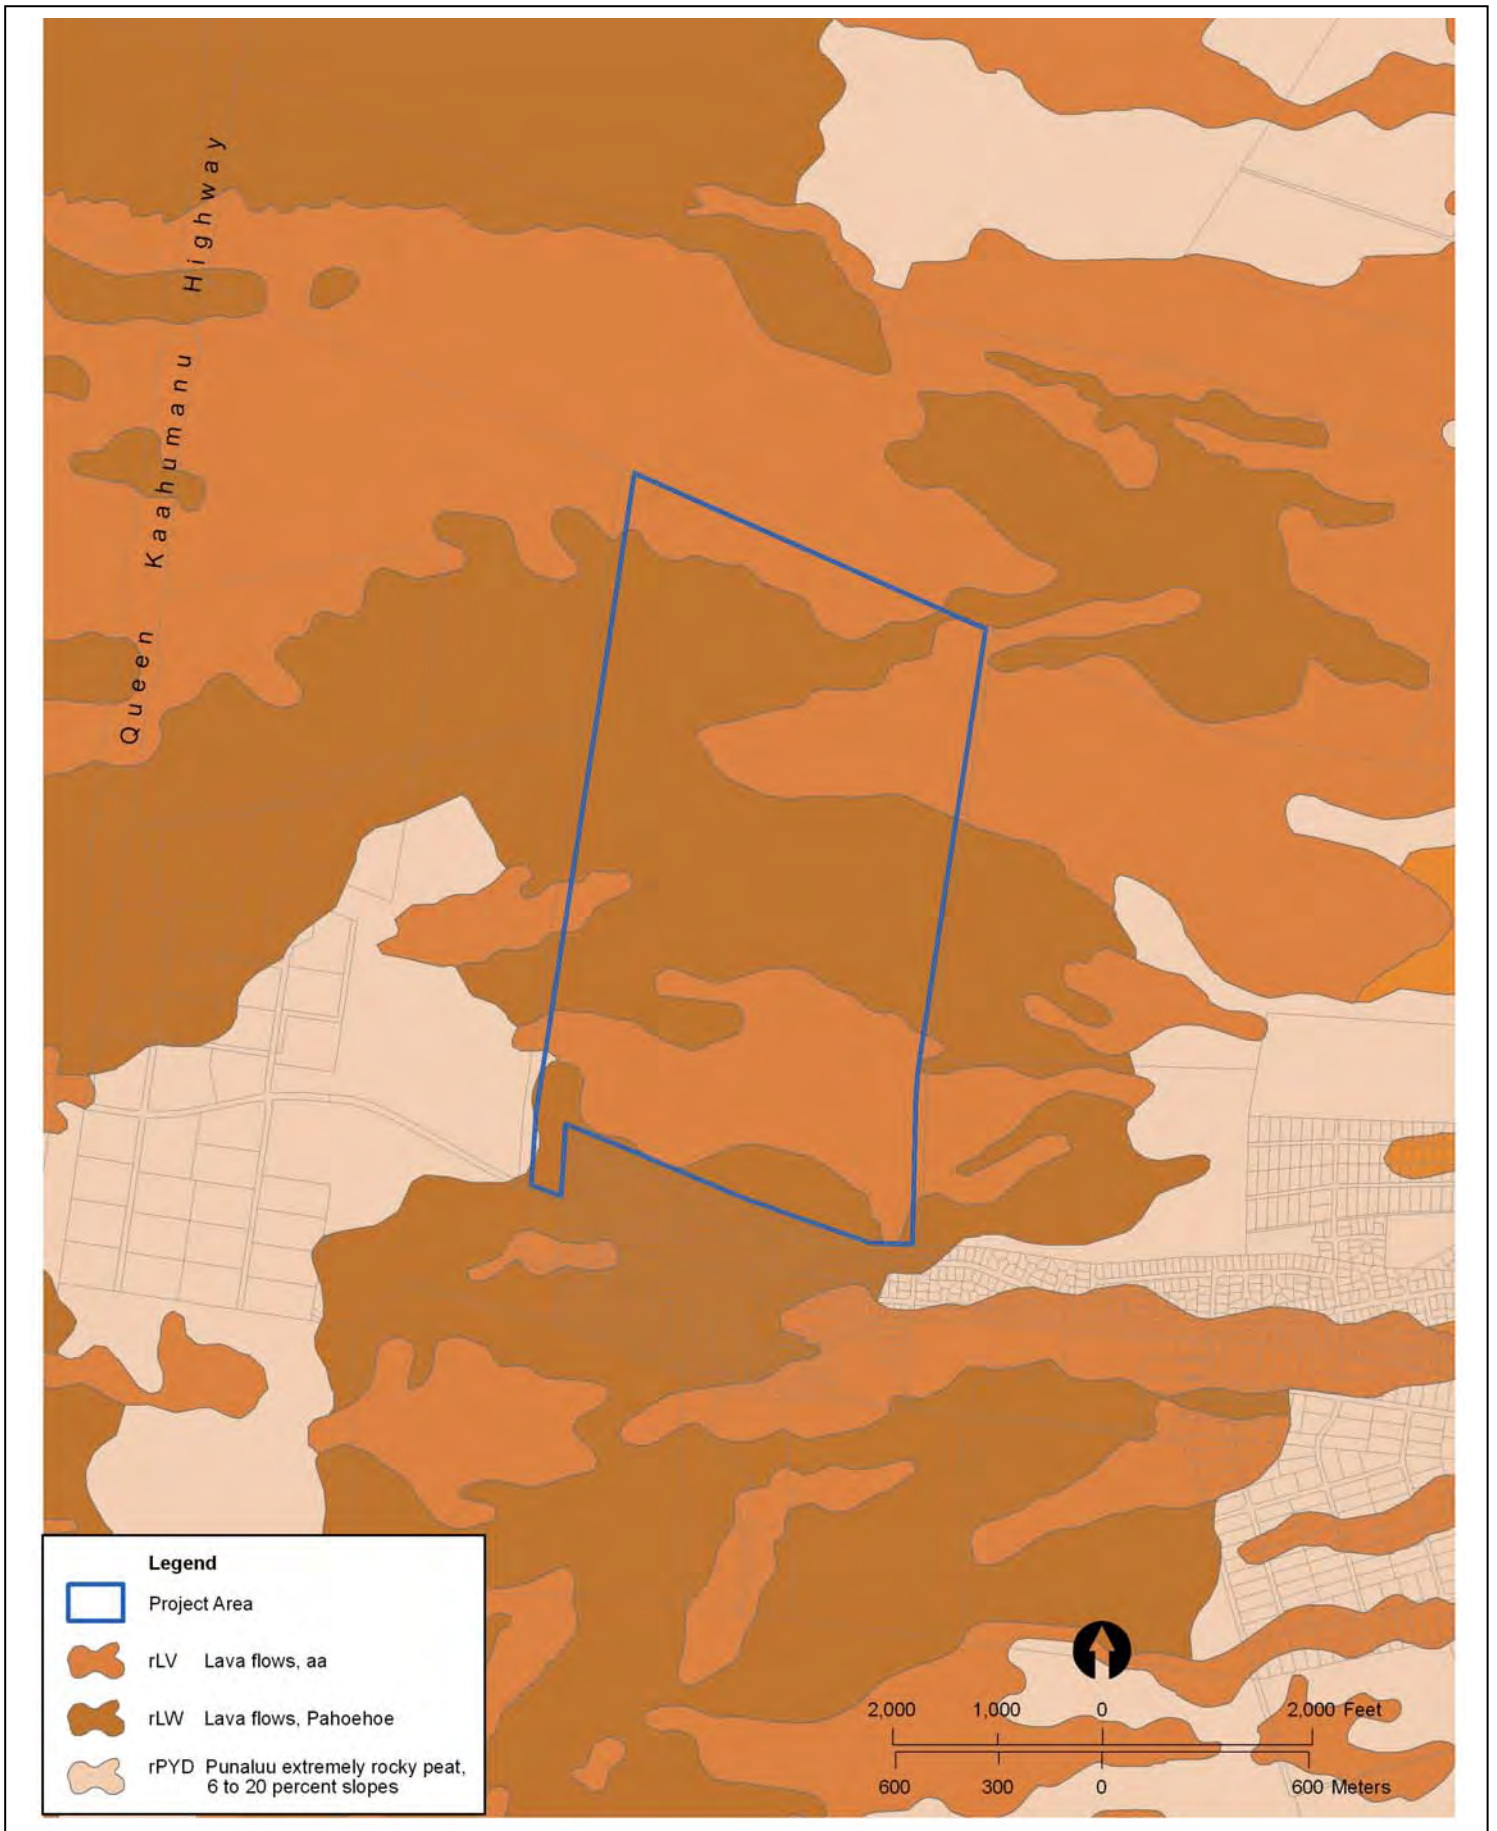 Queen Kaahumanu Highway
Legend
Project Area
rLV Lava flows, aa
rLW Lava flows, Pahoehoe
rPYD Punaluu extremely rocky peat,
6 to 20 percent slopes
2,000 1,000 0 2,000 Feet
600 300 0 600 Meters